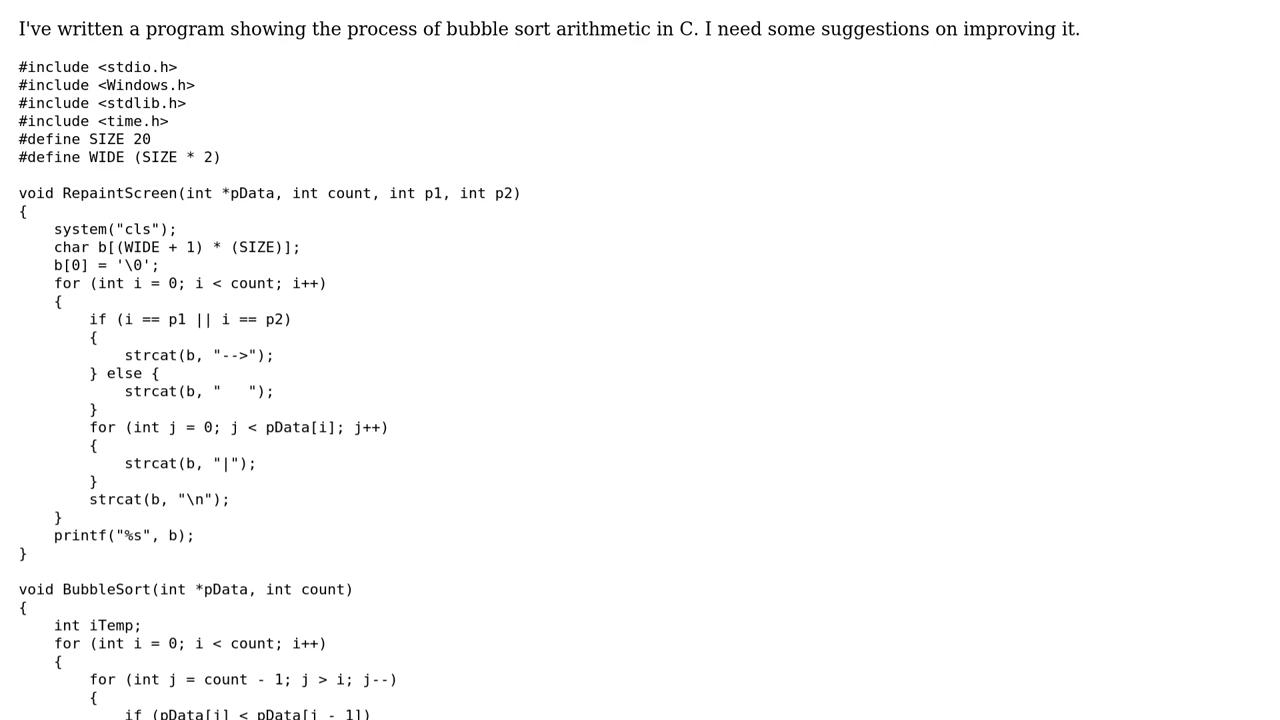 I've written a program showing the process of bubble sort arithmetic in C. I need some suggestions on improving it.
#include <stdio.h>
#include <Windows.h>
#include <stdlib.h>
#include <time.h>
#define SIZE 20
#define WIDE (SIZE * 2)

void RepaintScreen(int *pData, int count, int p1, int p2)
{
    system("cls");
    char b[(WIDE + 1) * (SIZE)];
    b[0] = '\0';
    for (int i = 0; i < count; i++)
    {
        if (i == p1 || i == p2)
        {
            strcat(b, "-->");
        } else {
            strcat(b, "   ");
        }
        for (int j = 0; j < pData[i]; j++)
        {
            strcat(b, "|");
        }
        strcat(b, "\n");
    }
    printf("%s", b);
}

void BubbleSort(int *pData, int count)
{
    int iTemp;
    for (int i = 0; i < count; i++)
    {
        for (int j = count - 1; j > i; j--)
        {
            if (pData[j] < pData[j - 1])